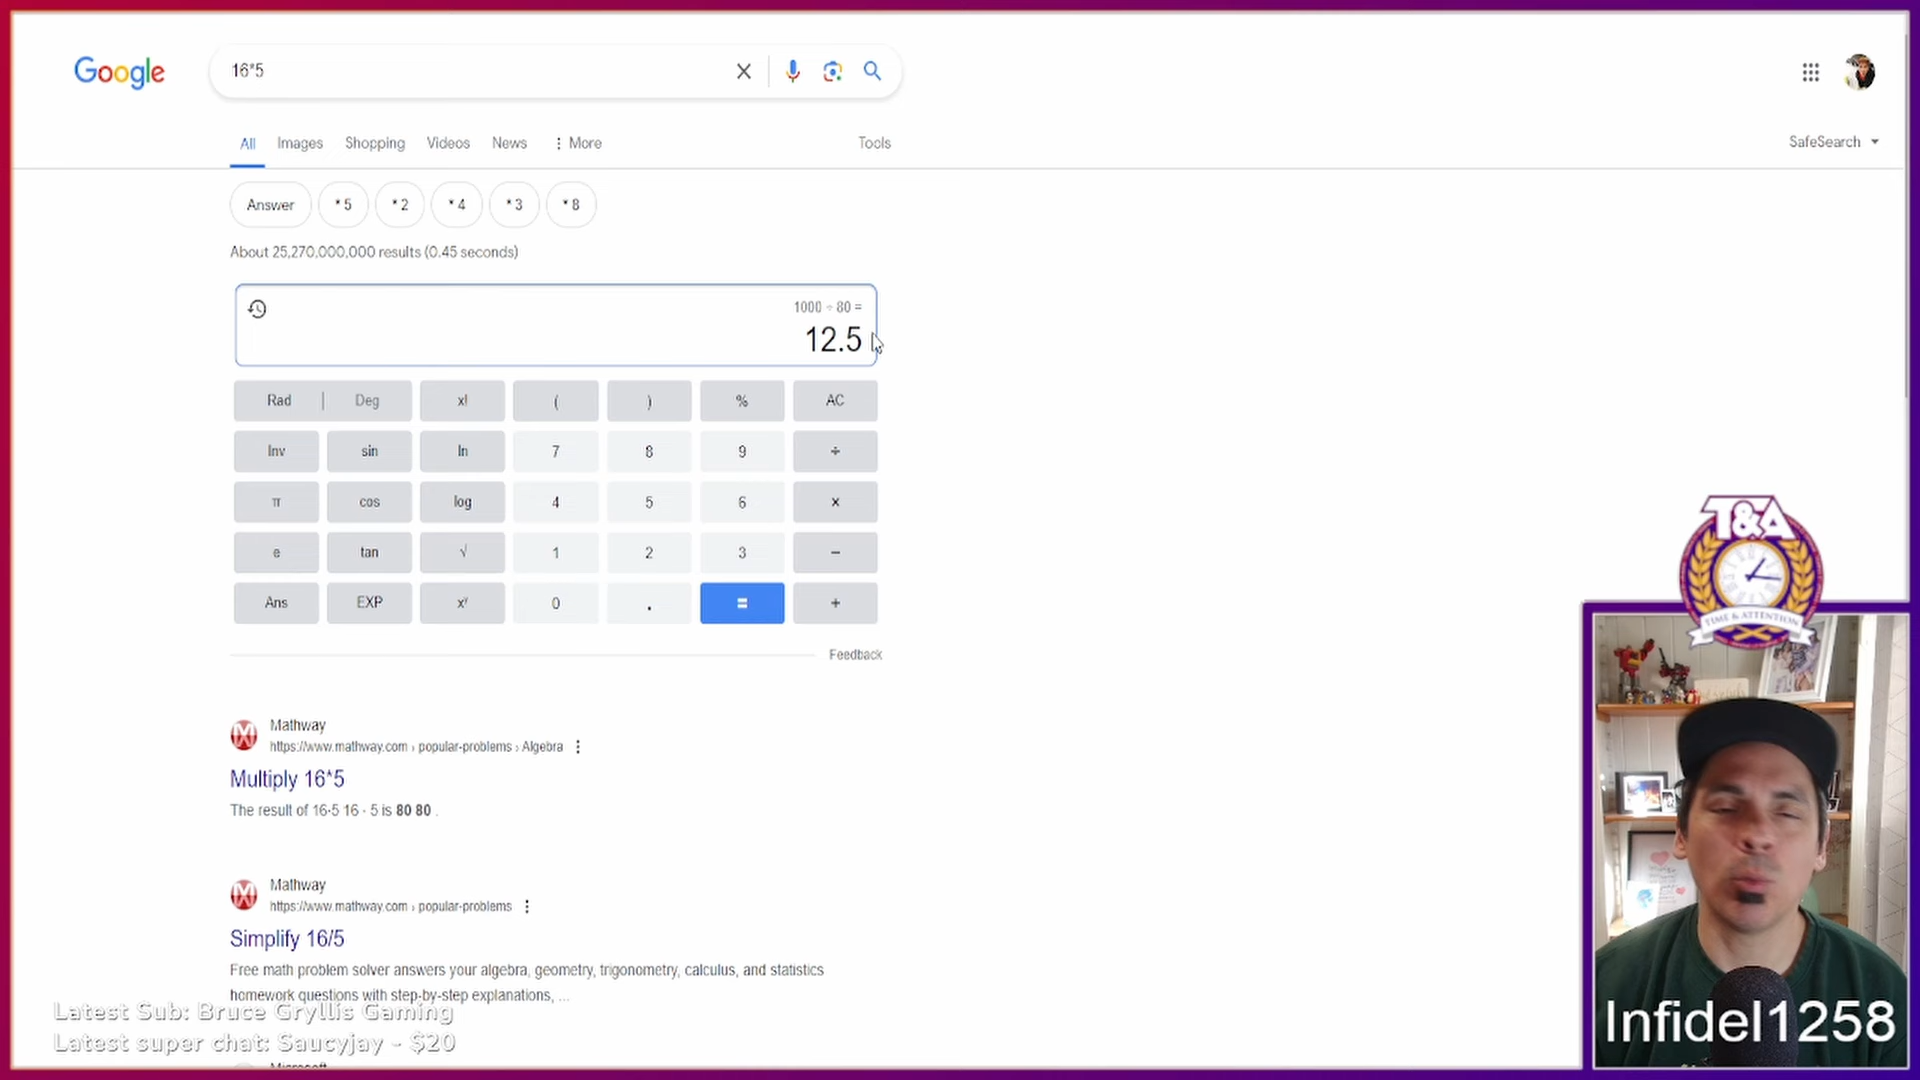 Google
16*5
All Images Shopping Videos News More Tools
SafeSearch
Answer *5 *2 *4 *3 *8
About 25,270,000,000 results (0.45 seconds)
1000 ÷ 80 =
12.5
Rad | Deg x! ( ) % AC
Inv sin ln 7 8 9 ÷
π cos log 4 5 6 ×
e tan √ 1 2 3 −
Ans EXP xʸ 0 . = +
Feedback
Mathway
https://www.mathway.com › popular-problems › Algebra
Multiply 16*5
The result of 16⋅5 16 ⋅ 5 is 80 80 .
Mathway
https://www.mathway.com › popular-problems
Simplify 16/5
Free math problem solver answers your algebra, geometry, trigonometry, calculus, and statistics
homework questions with step-by-step explanations, ...
Latest Sub: Bruce Gryllis Gaming
Latest super chat: Saucyjay - $20
T&A
TIME & ATTENTION
Infidel1258